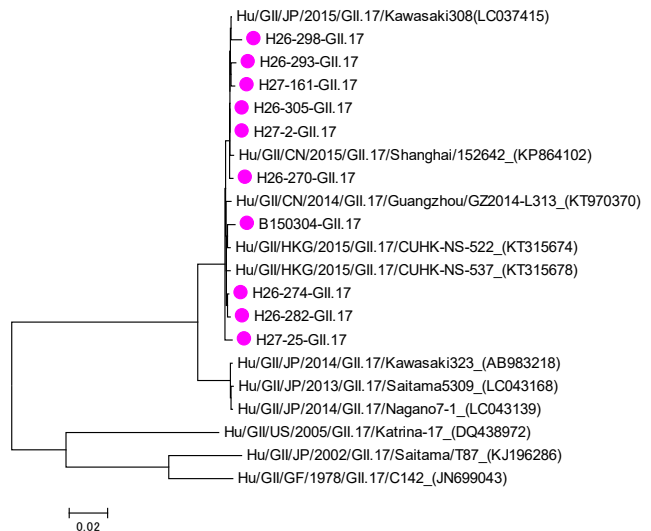 Hu/GII/JP/2015/GII.17/Kawasaki308(LC037415)
H26-298-GII.17
H26-293-GII.17
H27-161-GII.17
H26-305-GII.17
H27-2-GII.17
Hu/GII/CN/2015/GII.17/Shanghai/152642_(KP864102)
H26-270-GII.17
Hu/GII/CN/2014/GII.17/Guangzhou/GZ2014-L313_(KT970370)
B150304-GII.17
Hu/GII/HKG/2015/GII.17/CUHK-NS-522_(KT315674)
Hu/GII/HKG/2015/GII.17/CUHK-NS-537_(KT315678)
H26-274-GII.17
H26-282-GII.17
H27-25-GII.17
Hu/GII/JP/2014/GII.17/Kawasaki323_(AB983218)
Hu/GII/JP/2013/GII.17/Saitama5309_(LC043168)
Hu/GII/JP/2014/GII.17/Nagano7-1_(LC043139)
Hu/GII/US/2005/GII.17/Katrina-17_(DQ438972)
Hu/GII/JP/2002/GII.17/Saitama/T87_(KJ196286)
Hu/GII/GF/1978/GII.17/C142_(JN699043)
0.02